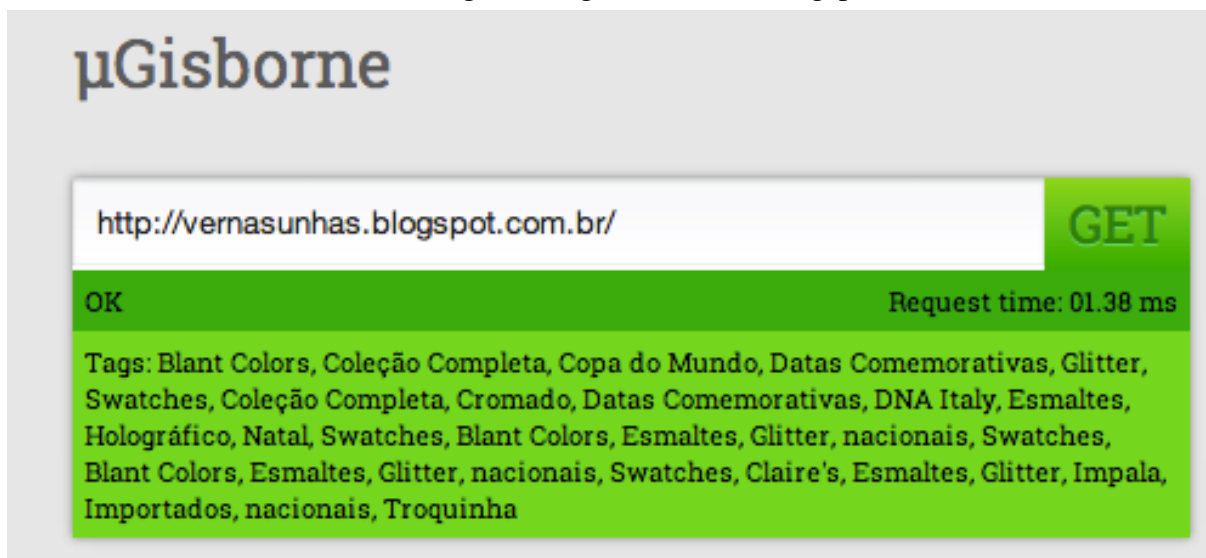 µGisborne
http://vernasunhas.blogspot.com.br/ GET
OK Request time: 01.38 ms
Tags: Blant Colors, Coleção Completa, Copa do Mundo, Datas Comemorativas, Glitter,
Swatches, Coleção Completa, Cromado, Datas Comemorativas, DNA Italy, Esmaltes,
Holográfico, Natal, Swatches, Blant Colors, Esmaltes, Glitter, nacionais, Swatches,
Blant Colors, Esmaltes, Glitter, nacionais, Swatches, Claire's, Esmaltes, Glitter, Impala,
Importados, nacionais, Troquinha